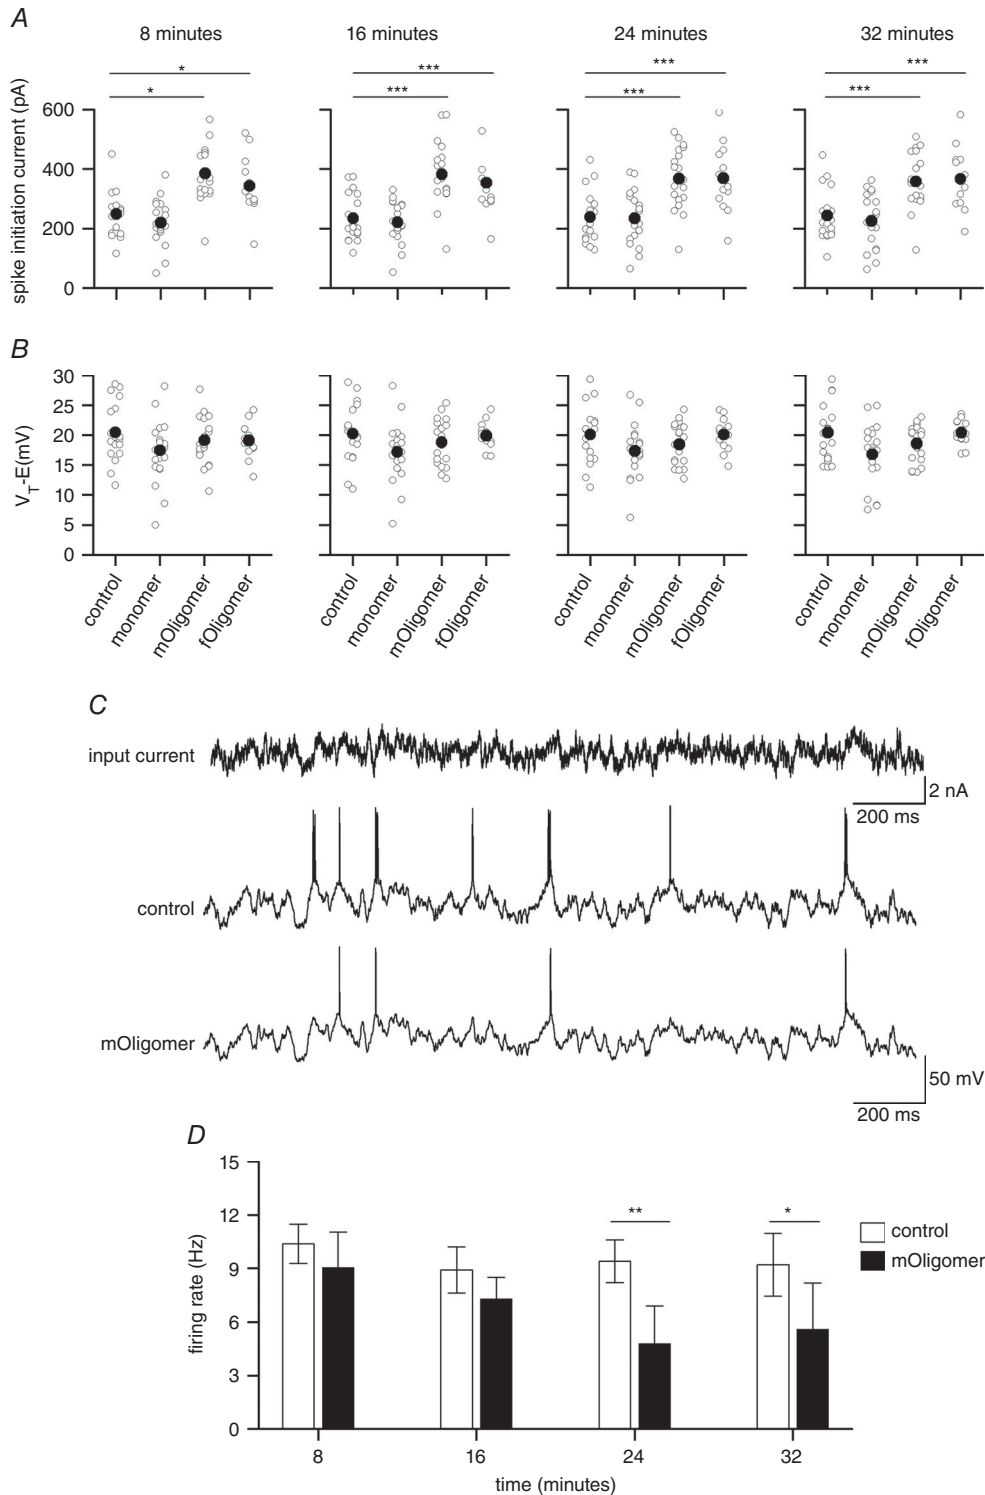 A
8 minutes 16 minutes 24 minutes 32 minutes
* *** *** ***
* *** *** ***
spike initiation current (pA)
600
400
200
0
B
V_T-E(mV)
30
25
20
15
10
5
0
control monomer mOligomer fOligomer control monomer mOligomer fOligomer control monomer mOligomer fOligomer control monomer mOligomer fOligomer
C
input current
2 nA
200 ms
control
mOligomer
50 mV
200 ms
D
firing rate (Hz)
15
12
9
6
3
0
** *
control
mOligomer
8 16 24 32
time (minutes)